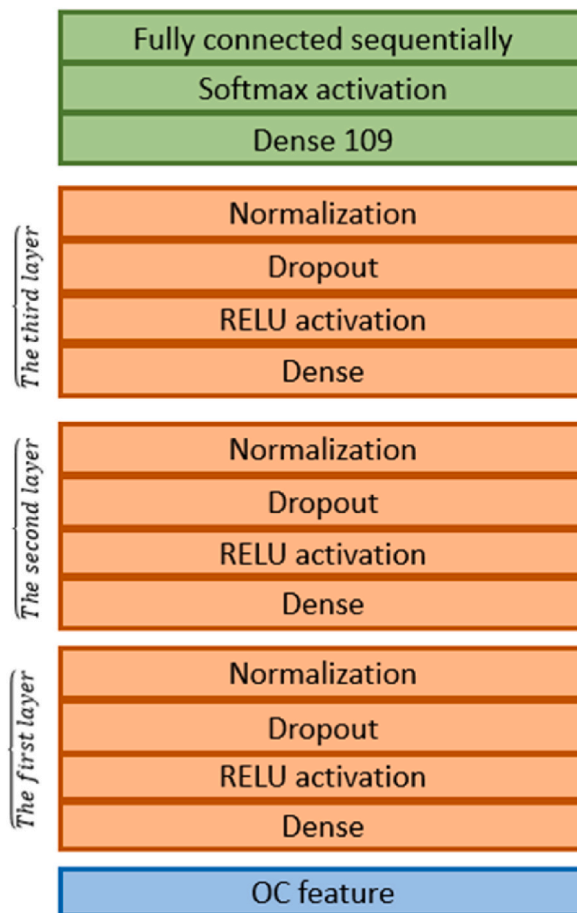 Fully connected sequentially
Softmax activation
Dense 109
The third layer
Normalization
Dropout
RELU activation
Dense
The second layer
Normalization
Dropout
RELU activation
Dense
The first layer
Normalization
Dropout
RELU activation
Dense
OC feature